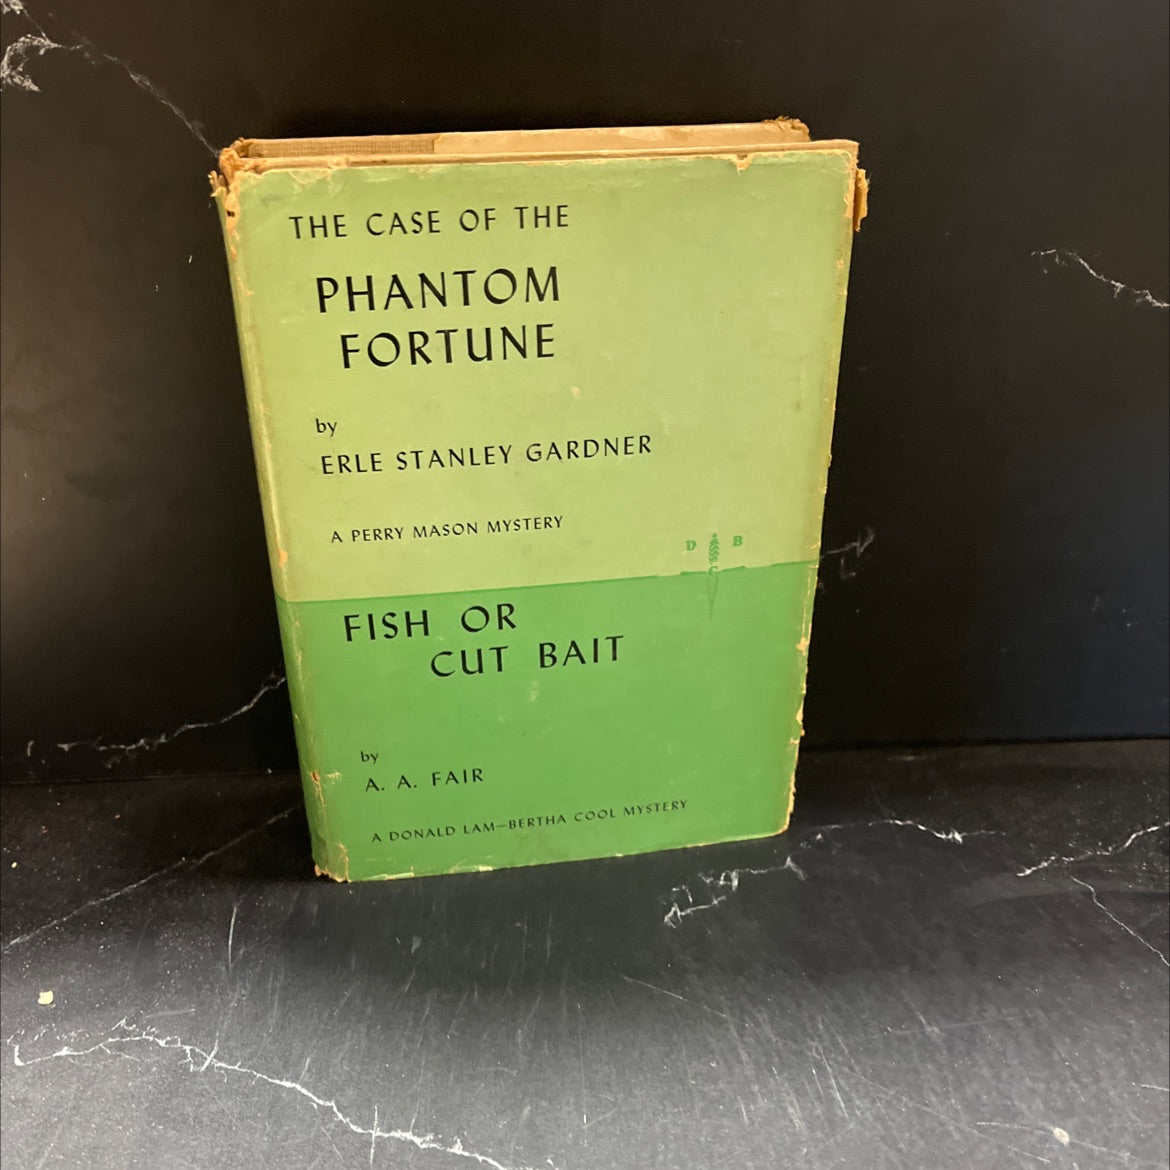 THE CASE OF THE
PHANTOM
FORTUNE
by
ERLE STANLEY GARDNER
A PERRY MASON MYSTERY
D B
FISH OR
CUT BAIT
by
A. A. FAIR
A DONALD LAM—BERTHA COOL MYSTERY